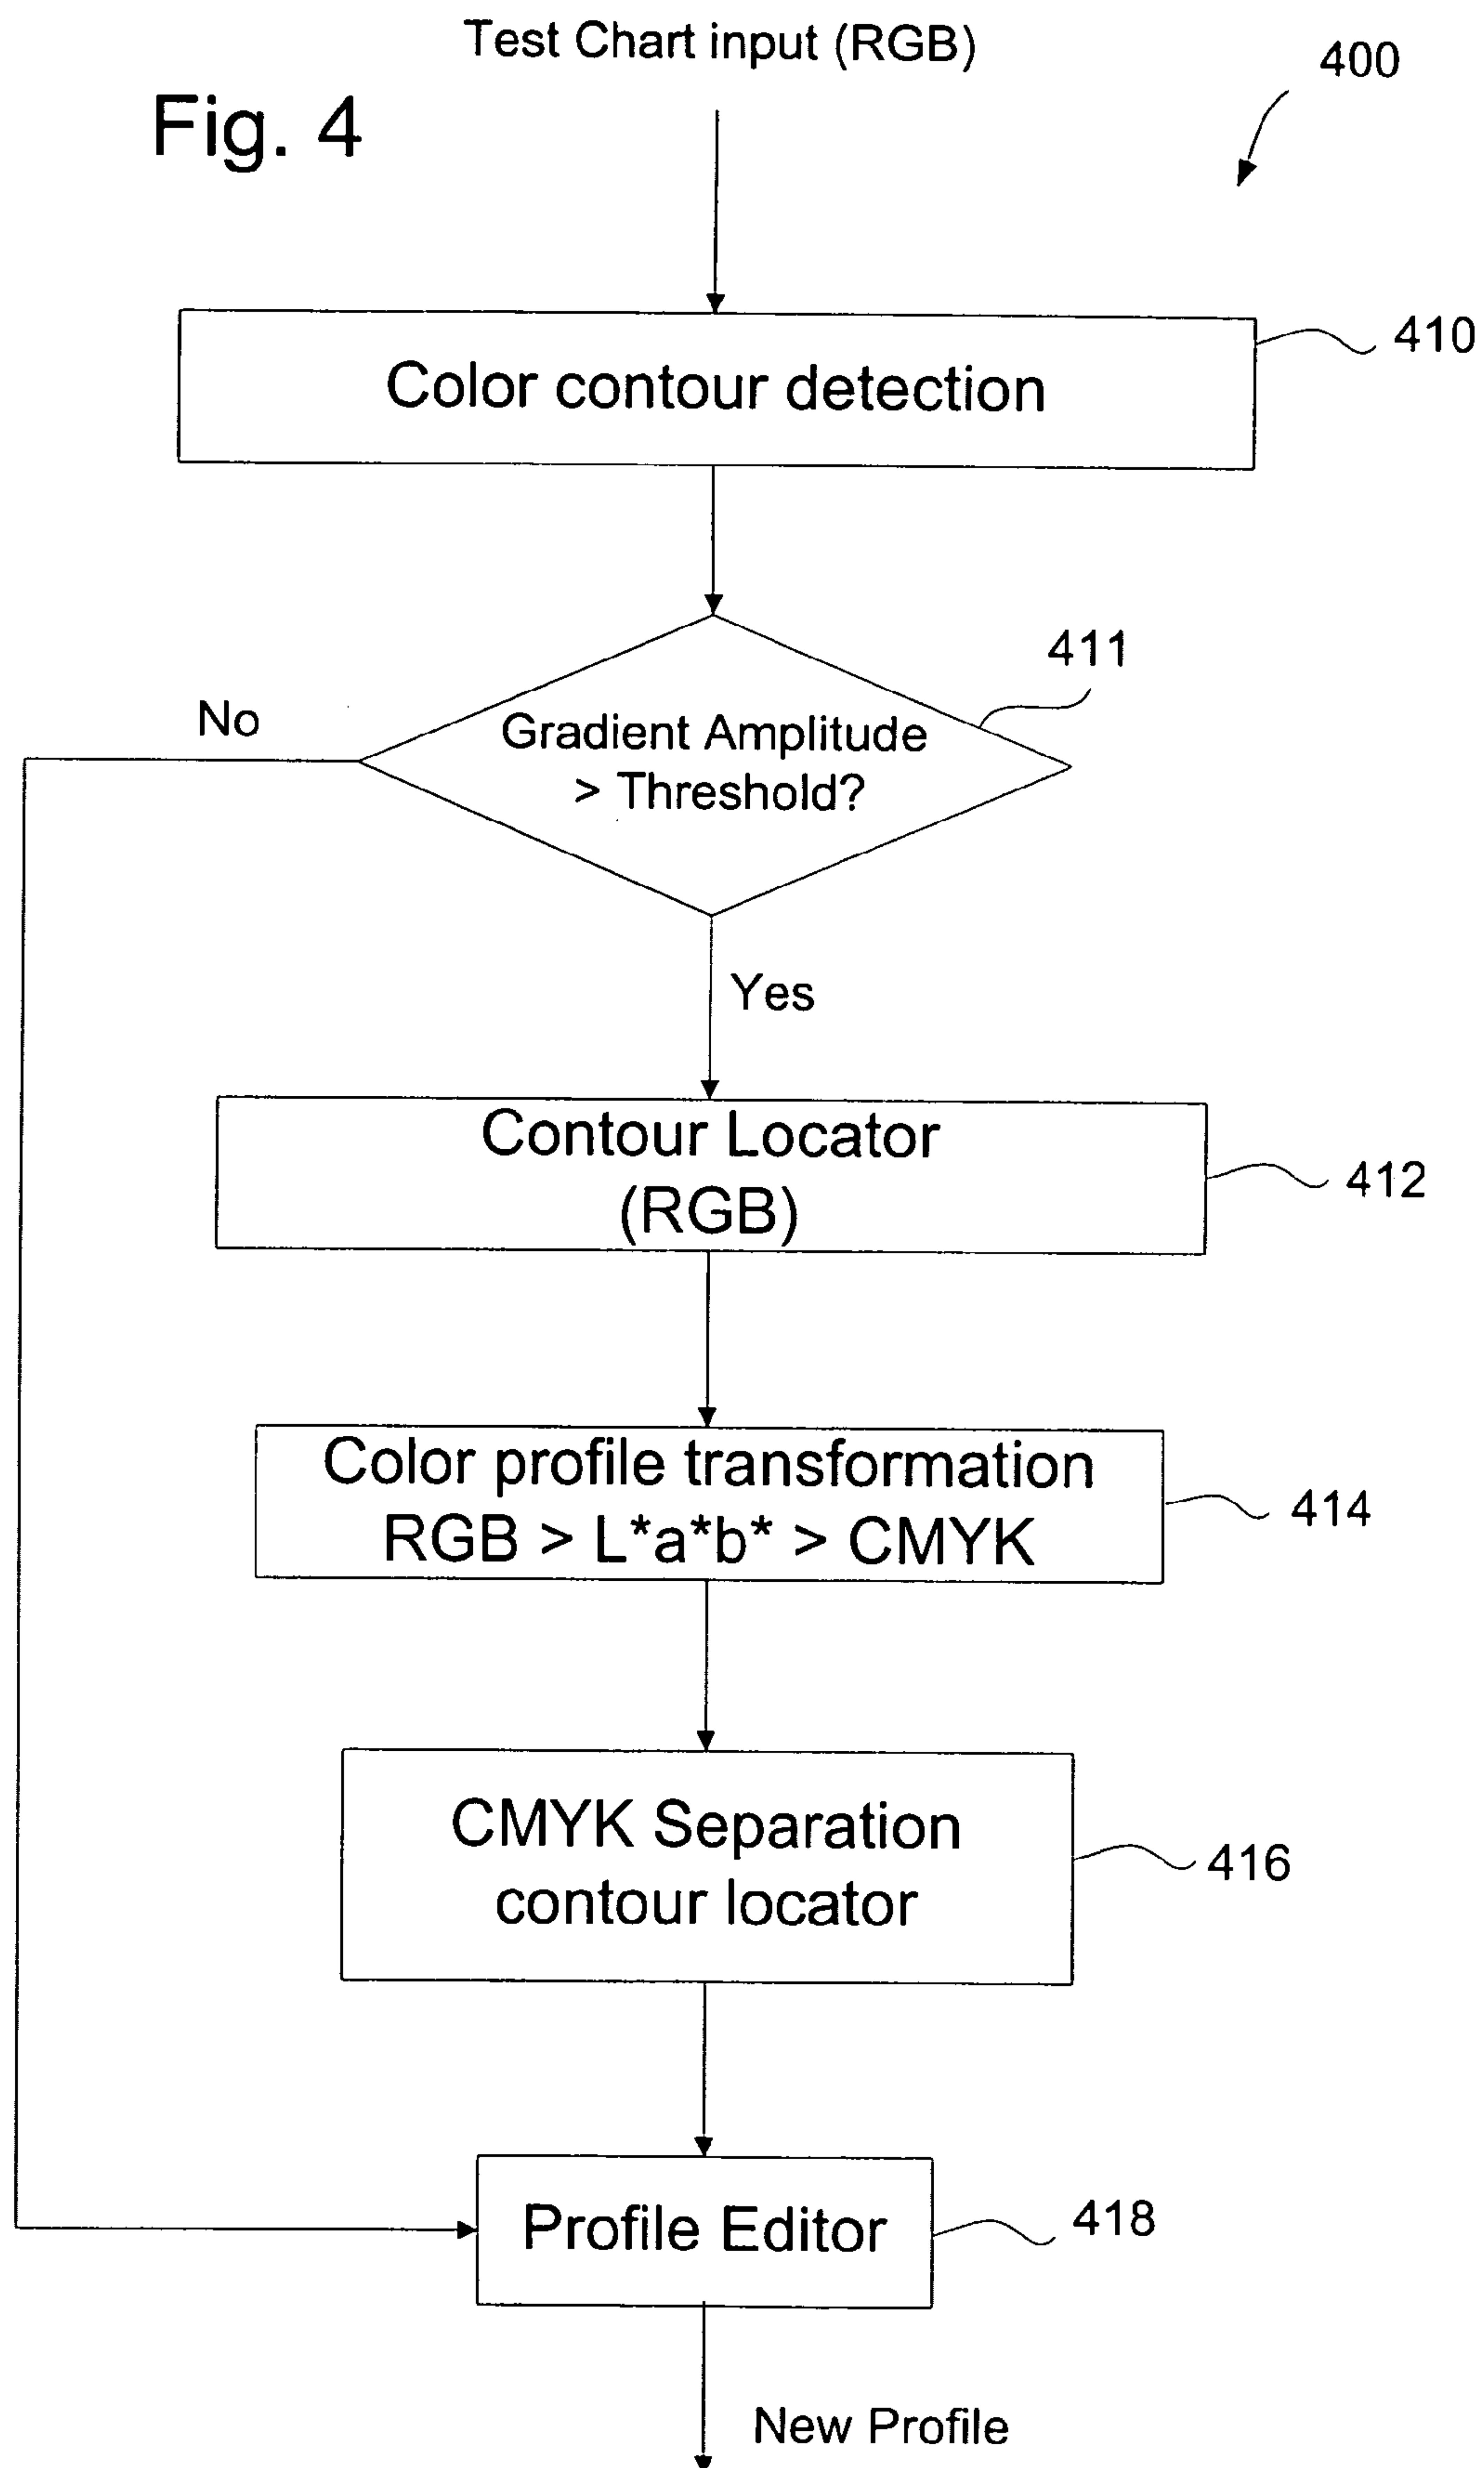 Test Chart input (RGB)
400
Fig. 4
410
Color contour detection
411
No
Gradient Amplitude
> Threshold?
Yes
Contour Locator
(RGB)
412
Color profile transformation
RGB > L*a*b* > CMYK
414
CMYK Separation
contour locator
416
Profile Editor
418
New Profile